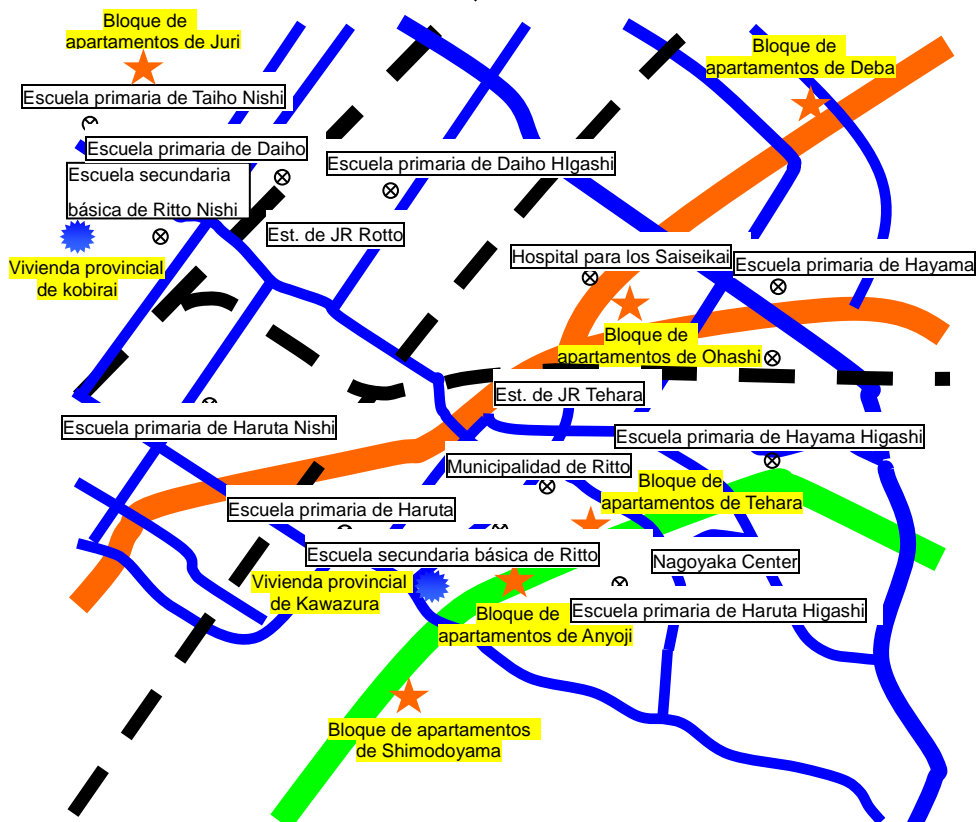 Bloque de
apartamentos de Juri
Bloque de
apartamentos de Deba
Escuela primaria de Taiho Nishi
Escuela primaria de Daiho
Escuela primaria de Daiho HIgashi
Escuela secundaria
básica de Ritto Nishi
Est. de JR Rotto
Hospital para los Saiseikai
Escuela primaria de Hayama
Vivienda provincial
de kobirai
Bloque de
apartamentos de Ohashi
Est. de JR Tehara
Escuela primaria de Haruta Nishi
Escuela primaria de Hayama Higashi
Municipalidad de Ritto
Bloque de
apartamentos de Tehara
Escuela primaria de Haruta
Escuela secundaria básica de Ritto
Nagoyaka Center
Vivienda provincial
de Kawazura
Bloque de
apartamentos de Anyoji
Escuela primaria de Haruta Higashi
Bloque de apartamentos
de Shimodoyama